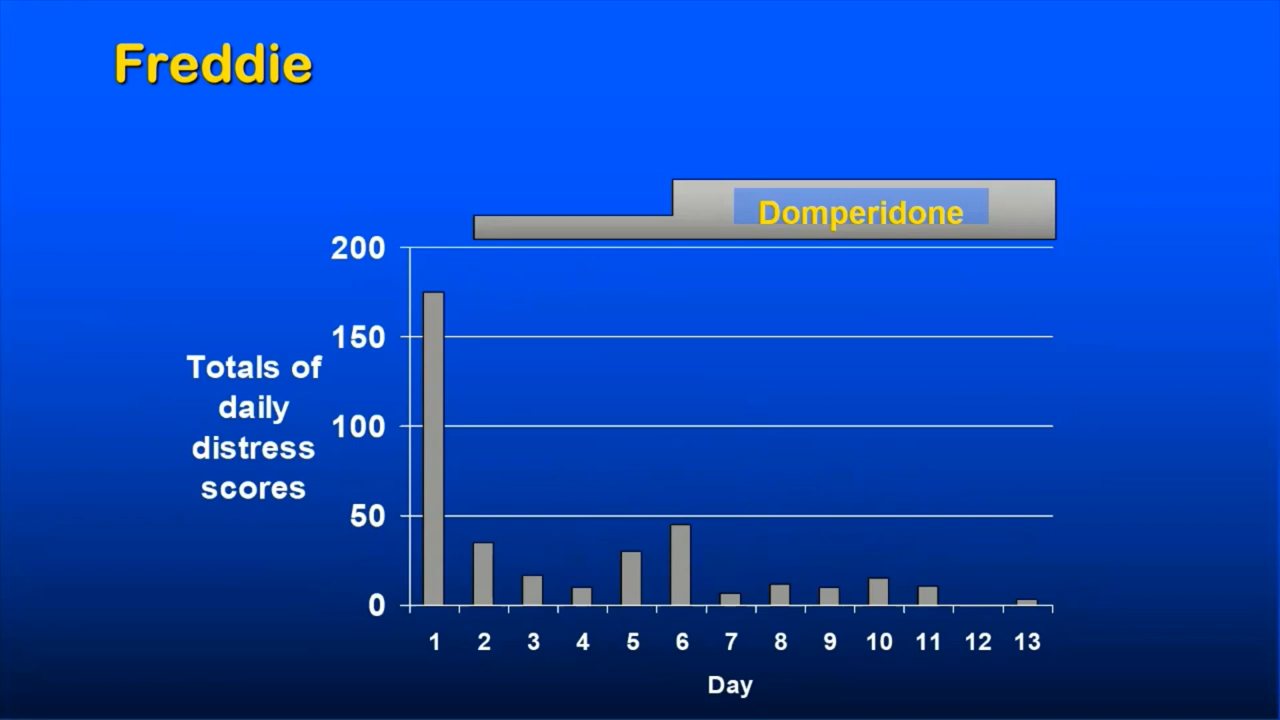 Freddie
Domperidone
200
150
100
50
0
Totals of
daily
distress
scores
1 2 3 4 5 6 7 8 9 10 11 12 13
Day